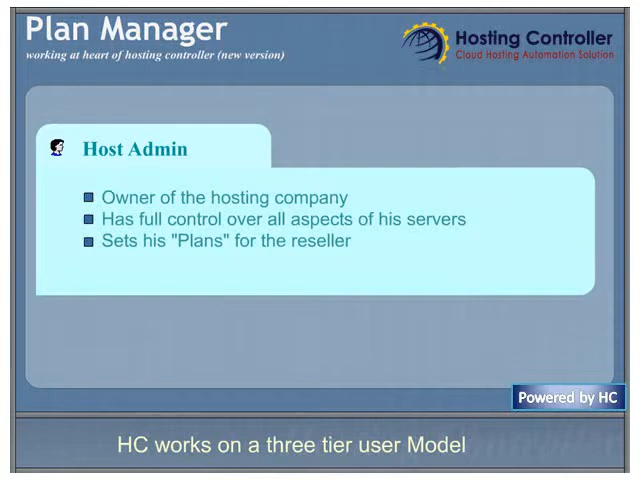 Plan Manager
working at heart of hosting controller (new version)
Hosting Controller
Cloud Hosting Automation Solution
Host Admin
Owner of the hosting company
Has full control over all aspects of his servers
Sets his "Plans" for the reseller
Powered by HC
HC works on a three tier user Model